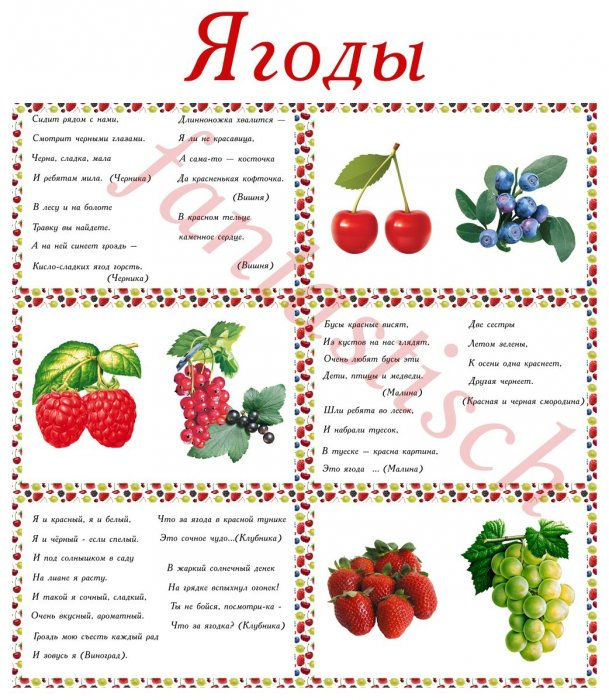 Ягоды
Сидит рядом с нами,
Смотрит черными глазами.
Черна, сладка, мала
И ребятам мила. (Черника)
В лесу и на болоте
Травку вы найдете.
А на ней синеет гроздь —
Кисло-сладких ягод горсть.
(Черника)
Длинноножка хвалится —
Я ли не красавица,
А сама-то — косточка
Да красненькая кофточка.
(Вишня)
В красном тельце
каменное сердце.
(Вишня)
Бусы красные висят,
Из кустов на нас глядят,
Очень любят бусы эти
Дети, птицы и медведи.
(Малина)
Шли ребята во лесок,
И набрали туесок,
В туеске — красна картина,
Это ягода ... (Малина)
Две сестры
Летом зелены,
К осени одна краснеет,
Другая чернеет.
(Красная и черная смородина)
Я и красный, я и белый,
Я и чёрный - если спелый.
И под солнышком в саду
На лиане я расту.
И такой я сочный, сладкий,
Очень вкусный, ароматный.
Гроздь мою съесть каждый рад
И зовусь я (Виноград).
Что за ягода в красной тунике
Это сочное чудо...(Клубника)
В жаркий солнечный денек
На грядке вспыхнул огонек!
Ты не бойся, посмотри-ка -
Что за ягодка? (Клубника)
fantastisch